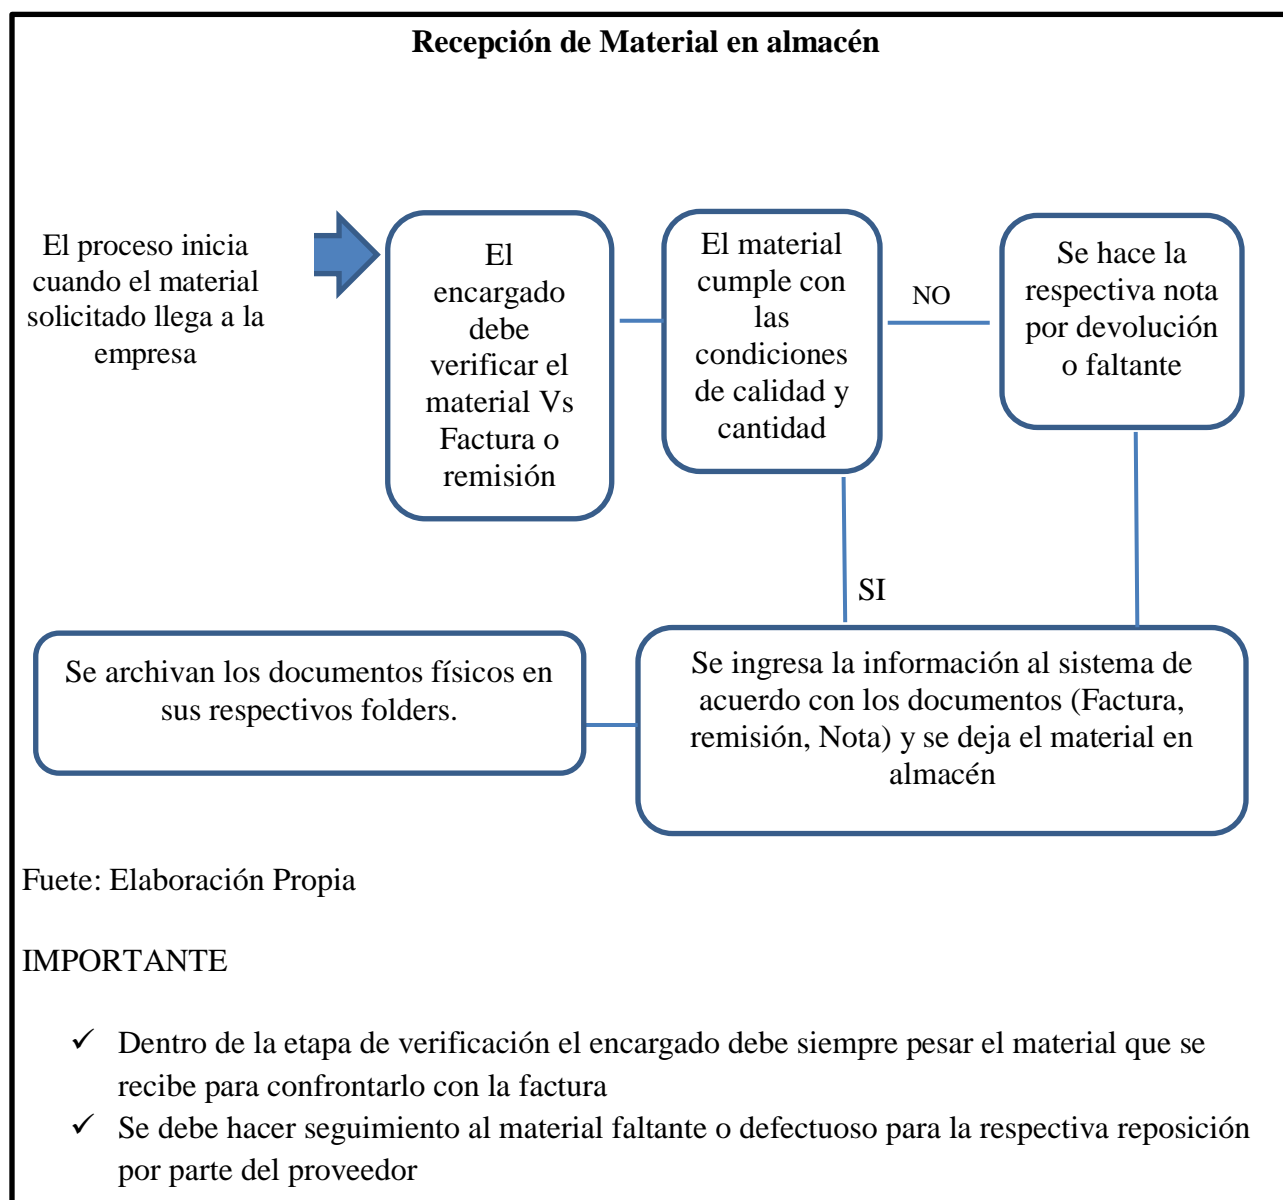 Recepción de Material en almacén
El proceso inicia
cuando el material
solicitado llega a la
empresa
El
encargado
debe
verificar el
material Vs
Factura o
remisión
El material
cumple con
las
condiciones
de calidad y
cantidad
NO
Se hace la
respectiva nota
por devolución
o faltante
SI
Se ingresa la información al sistema de
acuerdo con los documentos (Factura,
remisión, Nota) y se deja el material en
almacén
Se archivan los documentos físicos en
sus respectivos folders.
Fuete: Elaboración Propia
IMPORTANTE
✓ Dentro de la etapa de verificación el encargado debe siempre pesar el material que se
recibe para confrontarlo con la factura
✓ Se debe hacer seguimiento al material faltante o defectuoso para la respectiva reposición
por parte del proveedor